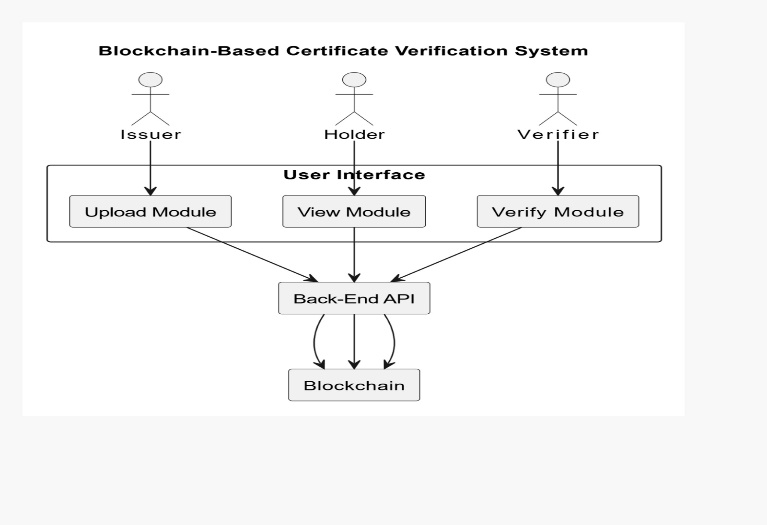 Blockchain-Based Certificate Verification System
Issuer
Holder
Verifier
User Interface
Upload Module
View Module
Verify Module
Back-End API
Blockchain